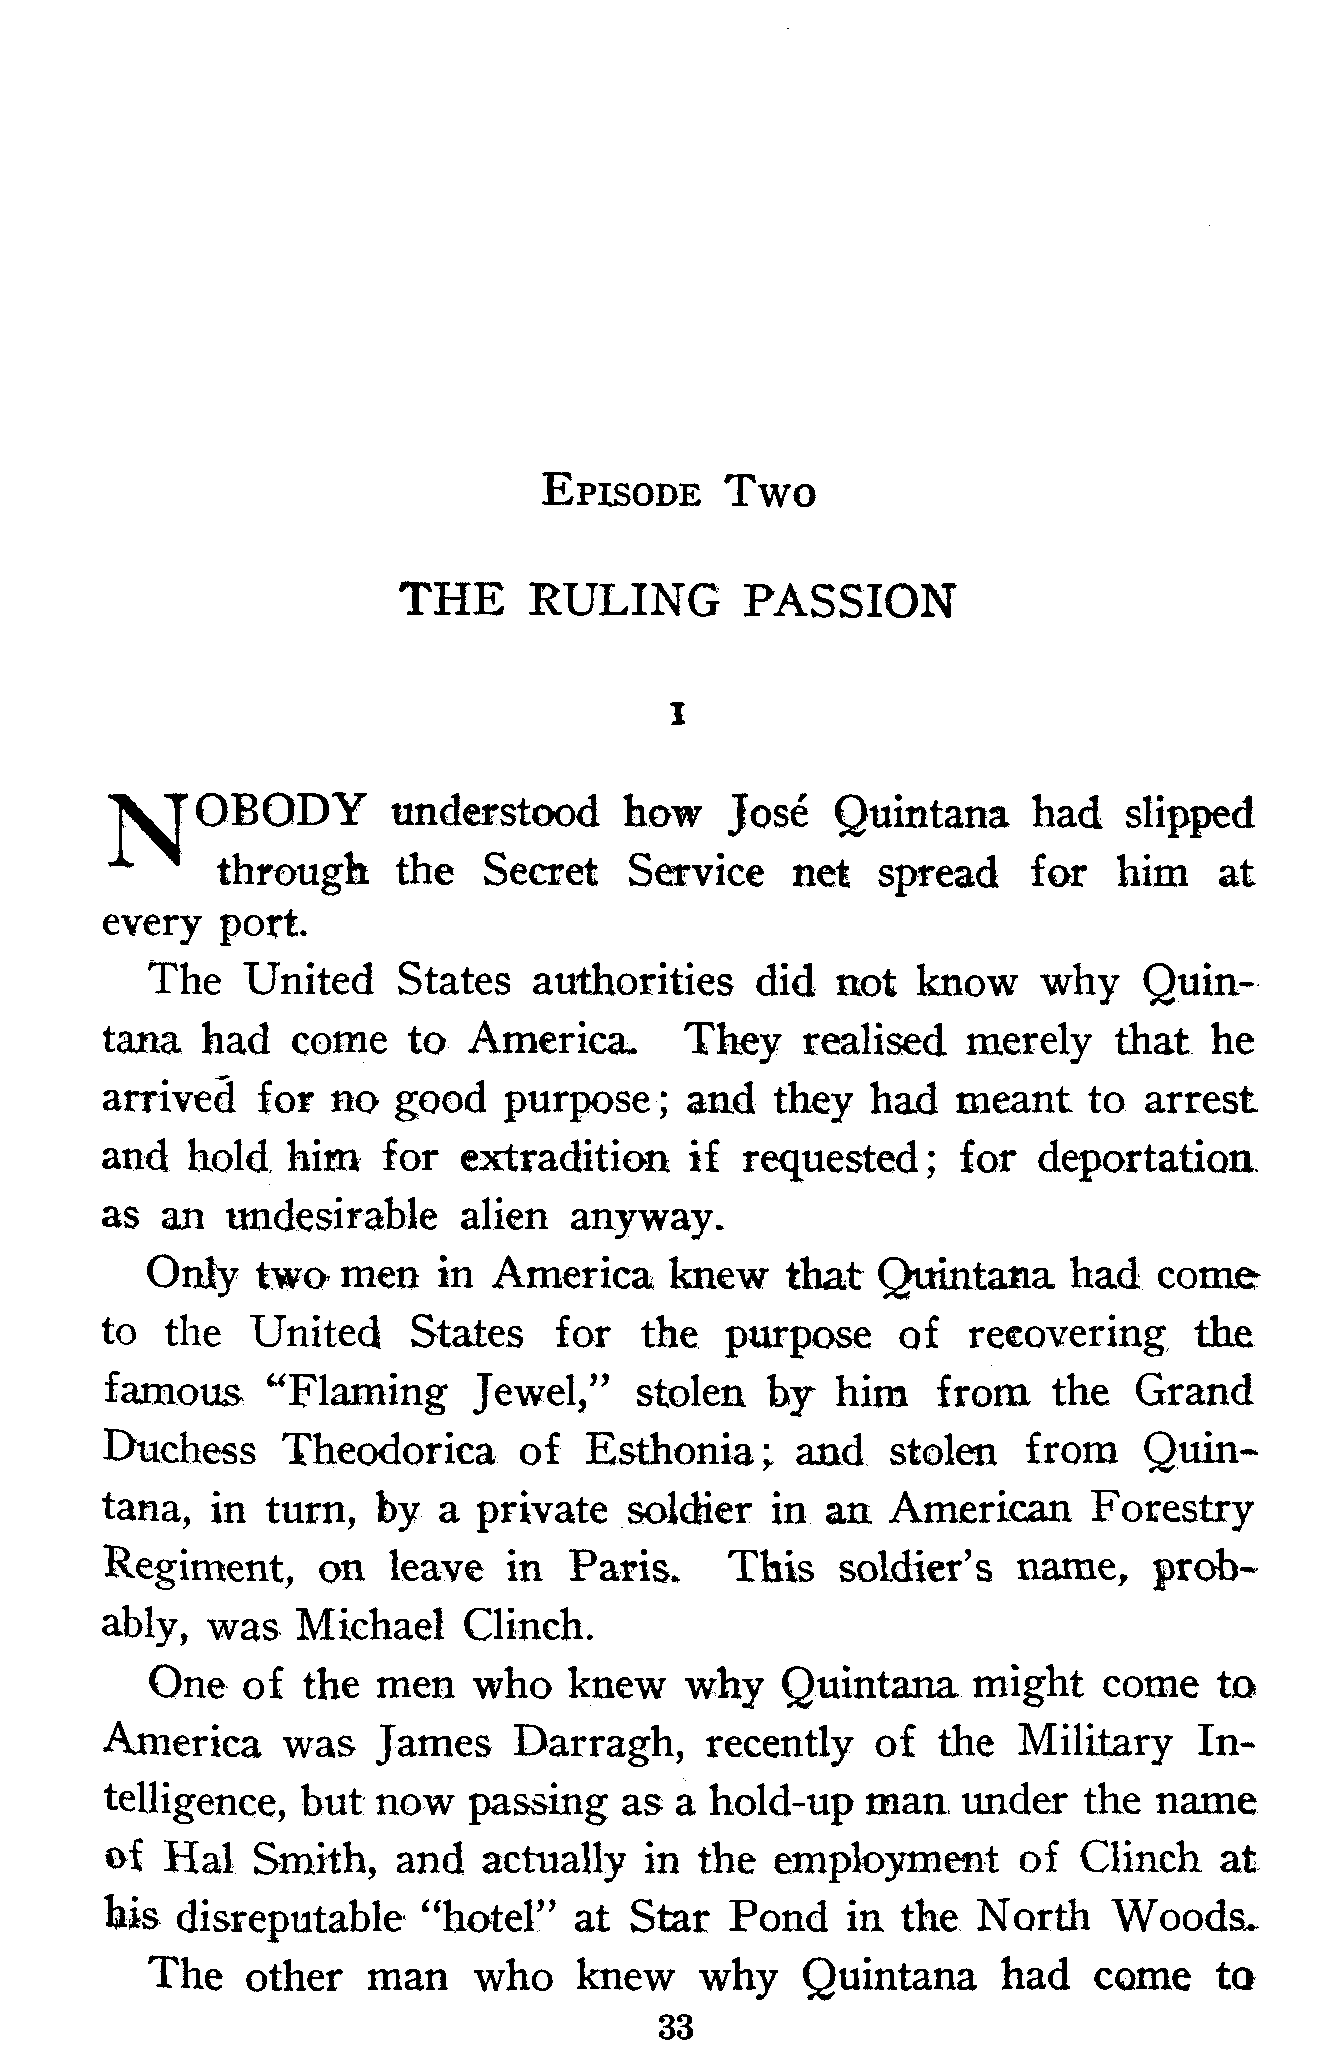 EPISODE TWO
THE RULING PASSION
I
NOBODY understood how José Quintana had slipped
through the Secret Service net spread for him at
every port.
The United States authorities did not know why Quin-
tana had come to America. They realised merely that he
arrived for no good purpose; and they had meant to arrest
and hold him for extradition if requested; for deportation
as an undesirable alien anyway.
Only two men in America knew that Quintana had come
to the United States for the purpose of recovering the
famous "Flaming Jewel," stolen by him from the Grand
Duchess Theodorica of Esthonia; and stolen from Quin-
tana, in turn, by a private soldier in an American Forestry
Regiment, on leave in Paris. This soldier's name, prob-
ably, was Michael Clinch.
One of the men who knew why Quintana might come to
America was James Darragh, recently of the Military In-
telligence, but now passing as a hold-up man under the name
of Hal Smith, and actually in the employment of Clinch at
his disreputable "hotel" at Star Pond in the North Woods.
The other man who knew why Quintana had come to
33